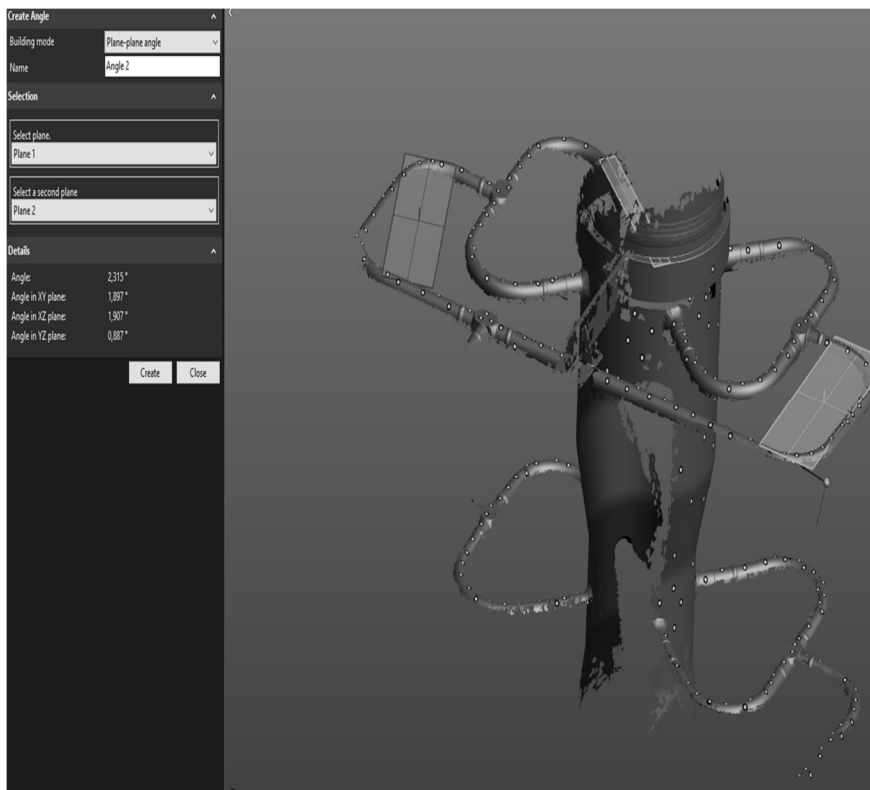 Create Angle
Building mode Plane-plane angle
Name Angle 2
Selection
Select plane.
Plane 1
Select a second plane
Plane 2
Details
Angle: 2,315 °
Angle in XY plane: 1,897 °
Angle in XZ plane: 1,907 °
Angle in YZ plane: 0,887 °
Create Close